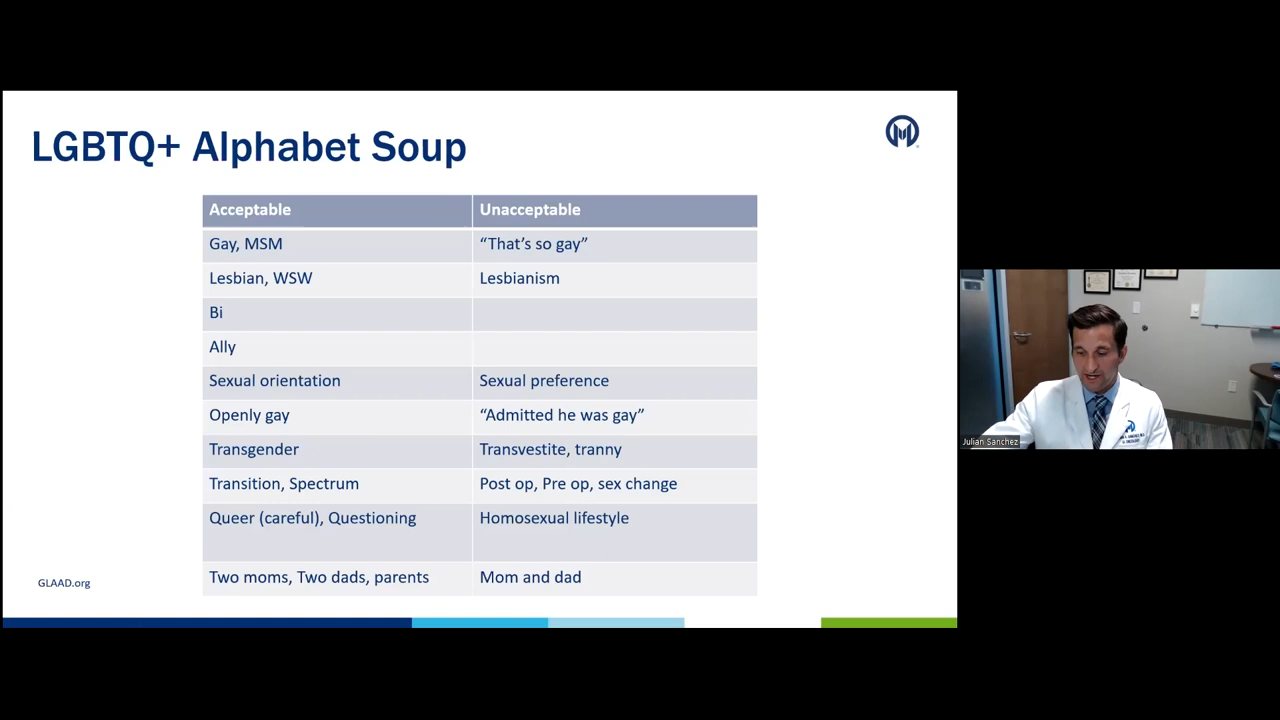 LGBTQ+ Alphabet Soup
Acceptable Unacceptable
Gay, MSM “That’s so gay”
Lesbian, WSW Lesbianism
Bi
Ally
Sexual orientation Sexual preference
Openly gay “Admitted he was gay”
Transgender Transvestite, tranny
Transition, Spectrum Post op, Pre op, sex change
Queer (careful), Questioning Homosexual lifestyle
Two moms, Two dads, parents Mom and dad
GLAAD.org
Julian Sanchez